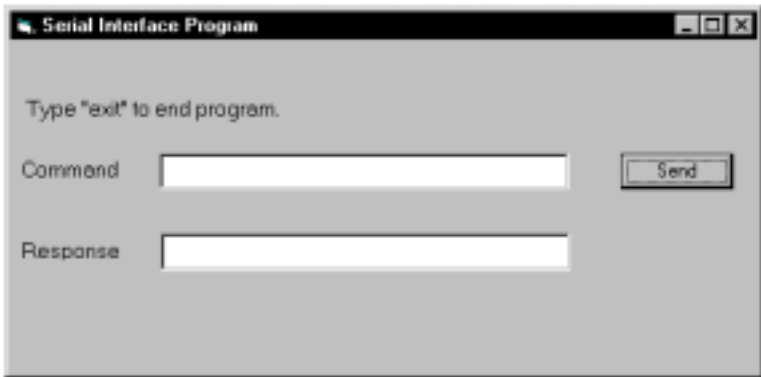 Serial Interface Program
Type "exit" to end program.
Command
Send
Response